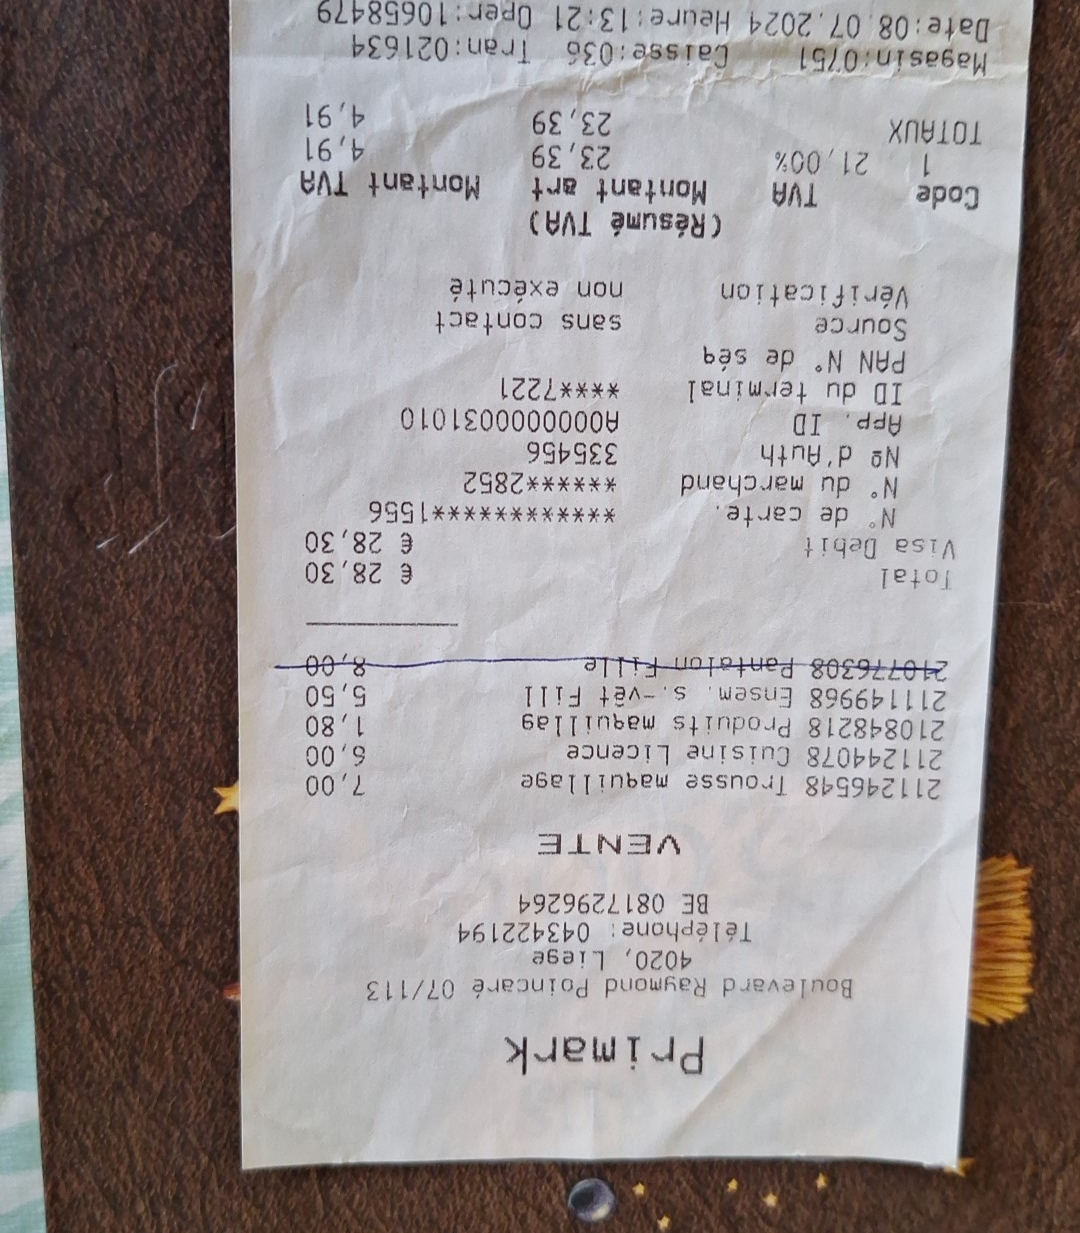 Primark
Boulevard Raymond Poincaré 07/113
4020, Liege
Téléphone: 043422194
BE 0817296264
VENTE
211246548 Trousse maquillage 7,00
211244078 Cuisine Licence 6,00
210848218 Produits maquillag 1,80
211149968 Ensem. s.-vêt Fill 5,50
210776308 Pantalon Fille 8,00
Total € 28,30
Visa Debit € 28,30
N° de carte. ************1556
N° du marchand ******2852
Nº d'Auth 335456
App. ID A0000000031010
ID du terminal ****7221
PAN N° de séq
Source sans contact
Vérification non exécuté
(Résumé TVA)
Code TVA Montant art Montant TVA
1 21,00% 23,39 4,91
TOTAUX 23,39 4,91
Magasin:0751 Caisse:036 Tran:021634
Date:08.07.2024 Heure:13:21 Oper:10658479